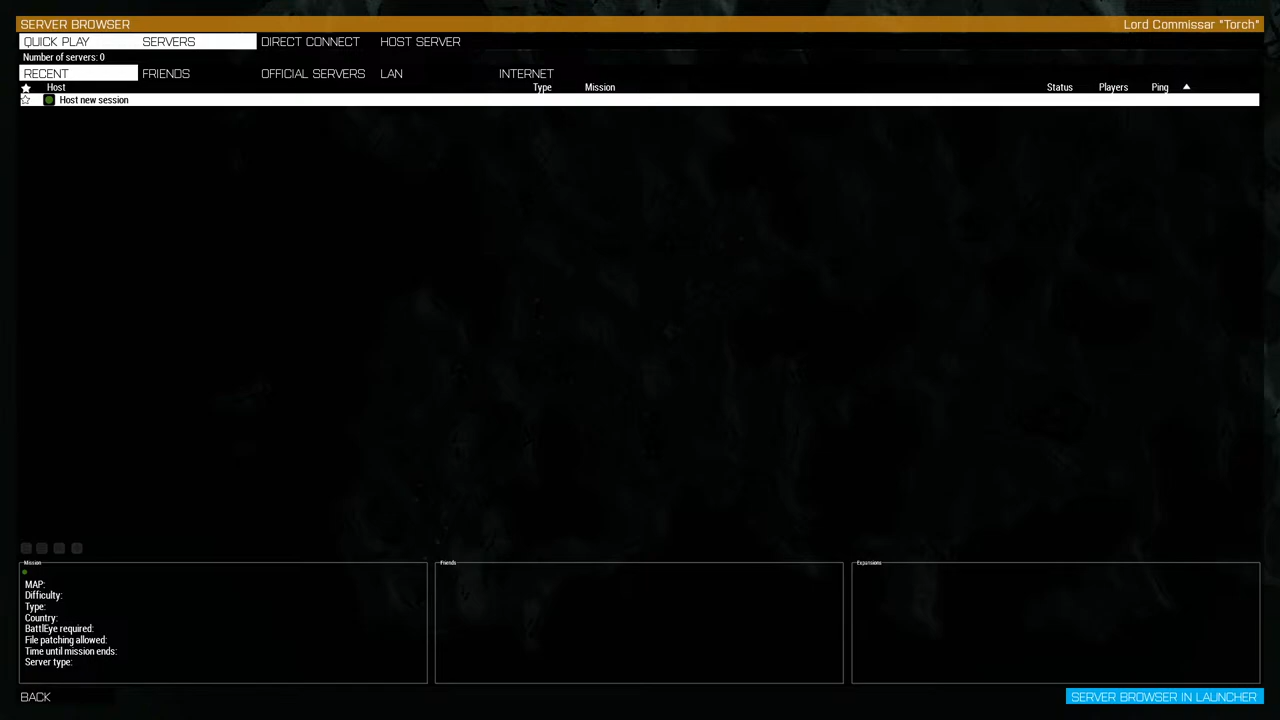 SERVER BROWSER
Lord Commissar "Torch"
QUICK PLAY SERVERS DIRECT CONNECT HOST SERVER
Number of servers: 0
RECENT FRIENDS OFFICIAL SERVERS LAN INTERNET
Host Type Mission Status Players Ping
Host new session
Mission
MAP:
Difficulty:
Type:
Country:
BattlEye required:
File patching allowed:
Time until mission ends:
Server type:
Friends
Expansions
BACK
SERVER BROWSER IN LAUNCHER